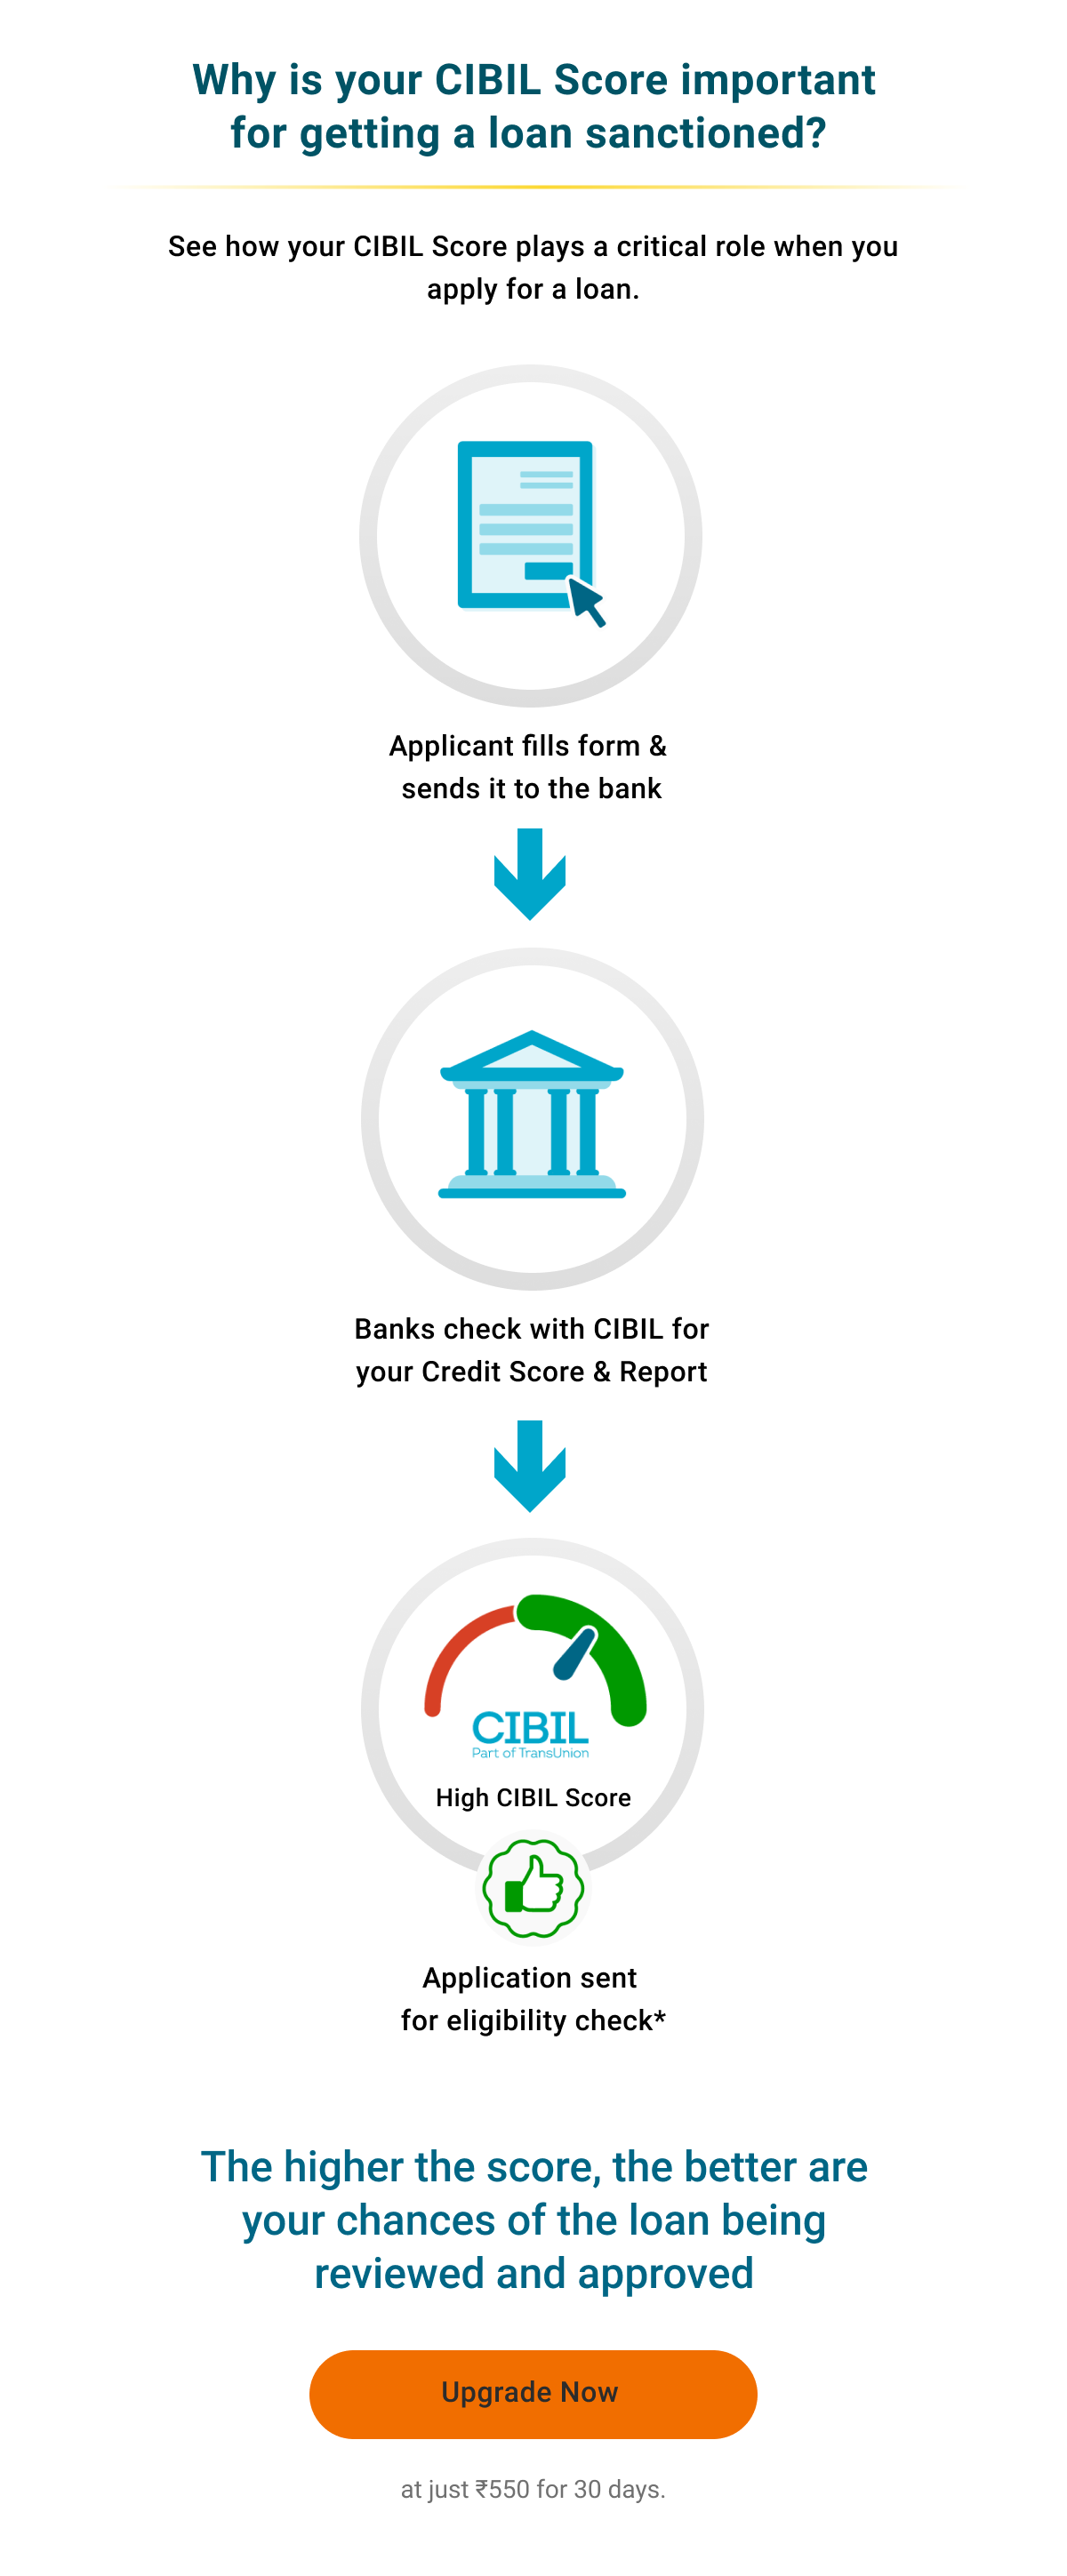 Why is your CIBIL Score important
for getting a loan sanctioned?
See how your CIBIL Score plays a critical role when you
apply for a loan.
Applicant fills form &
sends it to the bank
Banks check with CIBIL for
your Credit Score & Report
CIBIL
Part of TransUnion
High CIBIL Score
Application sent
for eligibility check*
The higher the score, the better are
your chances of the loan being
reviewed and approved
Upgrade Now
at just ₹550 for 30 days.